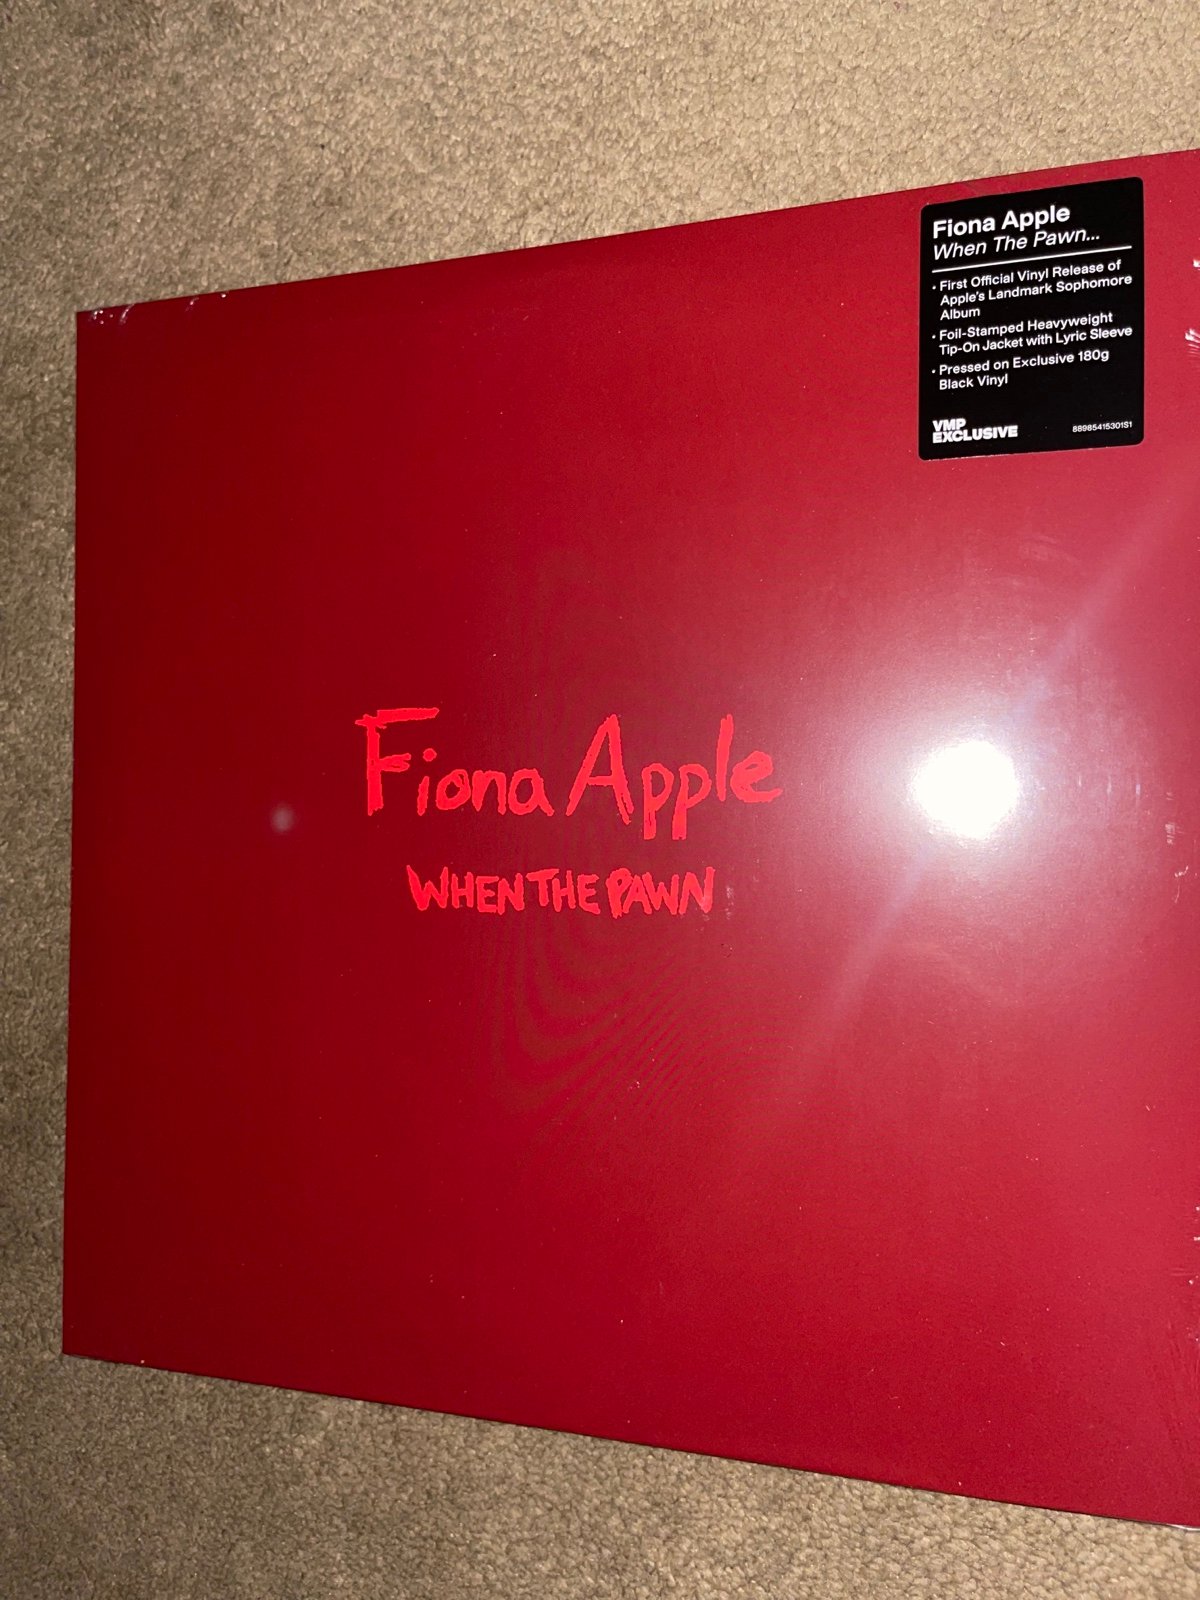 Fiona Apple
When The Pawn...
• First Official Vinyl Release of
Apple's Landmark Sophomore
Album
• Foil-Stamped Heavyweight
Tip-On Jacket with Lyric Sleeve
• Pressed on Exclusive 180g
Black Vinyl
VMP
EXCLUSIVE
88985415301S1
Fiona Apple
WHEN THE PAWN